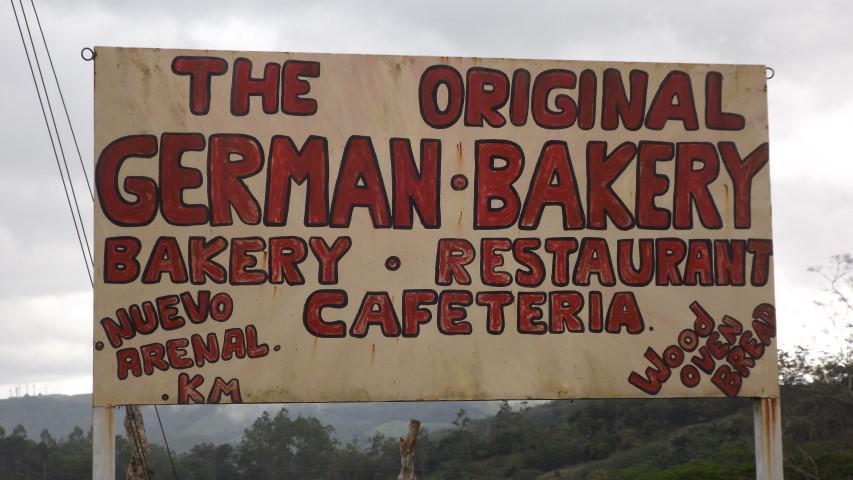 THE ORIGINAL
GERMAN · BAKERY
BAKERY · RESTAURANT
CAFETERIA.
· NUEVO
ARENAL ·
· KM
WOOD
OVEN
BREAD